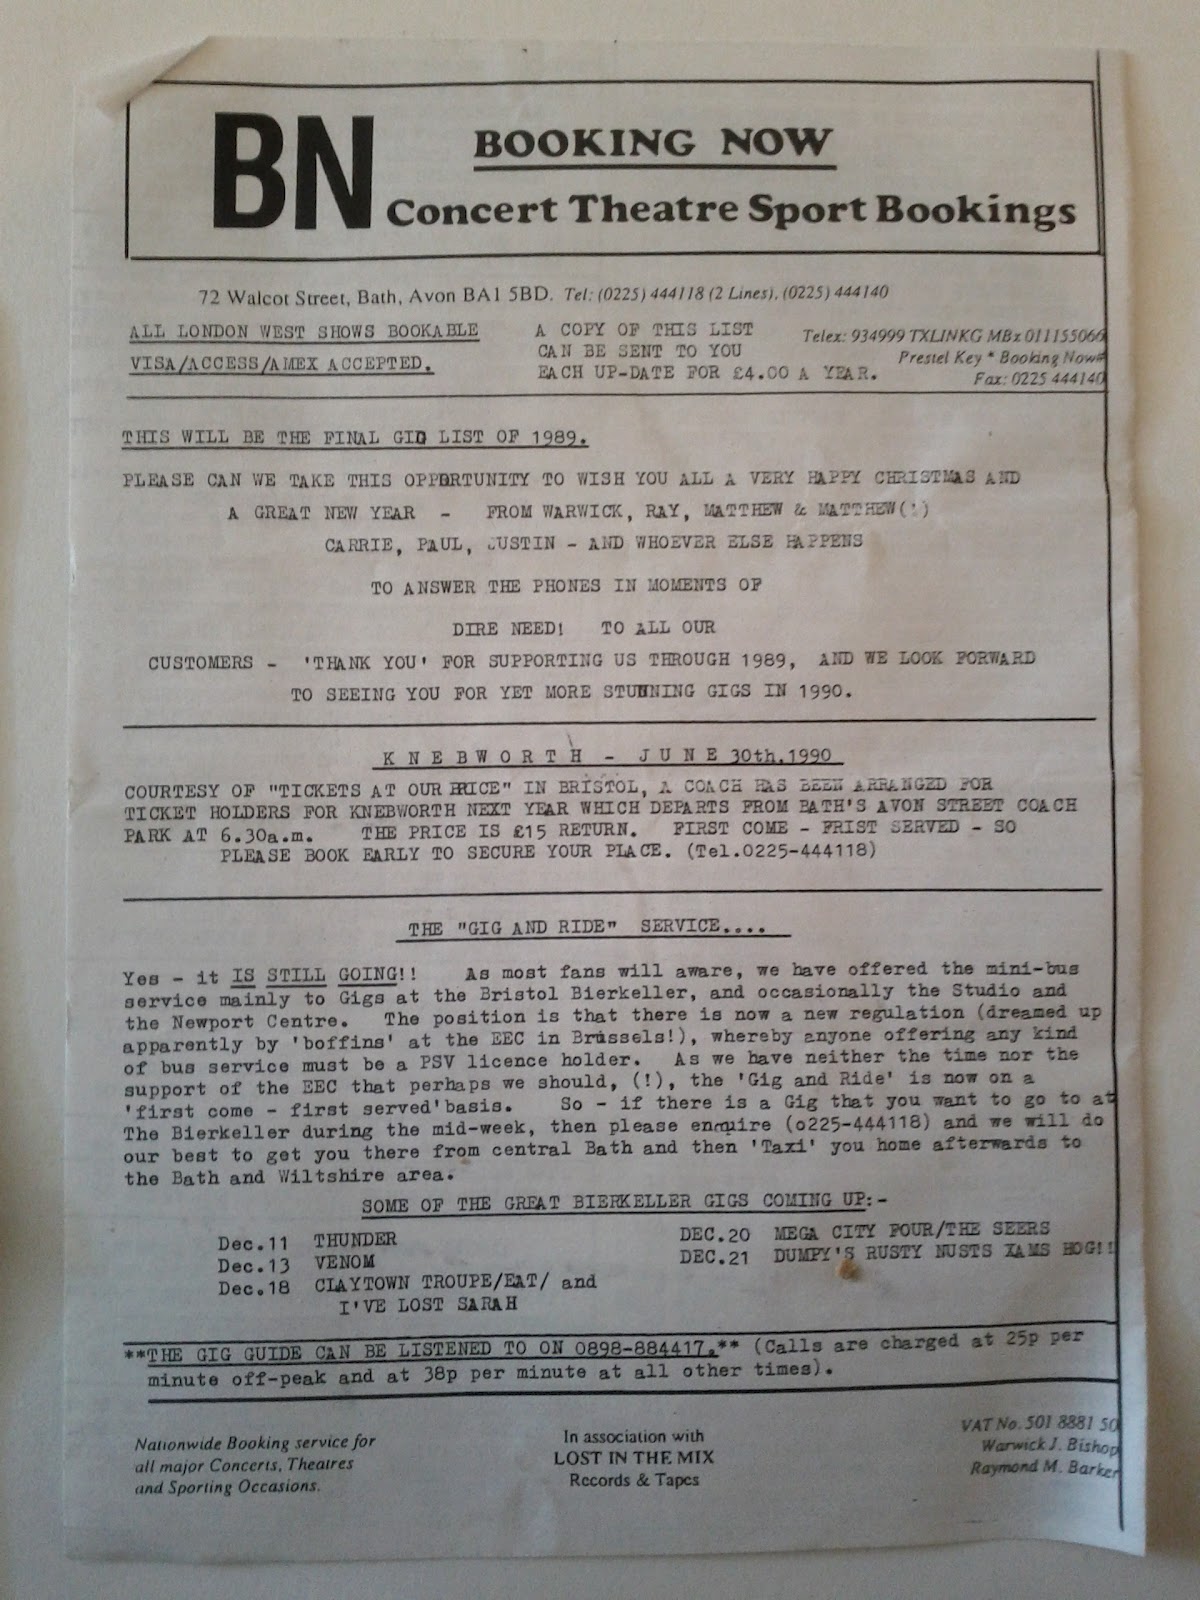 BN
BOOKING NOW
Concert Theatre Sport Bookings
72 Walcot Street, Bath, Avon BA1 5BD. Tel: (0225) 444118 (2 Lines), (0225) 444140
ALL LONDON WEST SHOWS BOOKABLE
VISA/ACCESS/AMEX ACCEPTED.
A COPY OF THIS LIST
CAN BE SENT TO YOU
EACH UP-DATE FOR £4.00 A YEAR.
Telex: 934999 TXLINKG MBx 011155066
Prestel Key * Booking Now#
Fax: 0225 444140
THIS WILL BE THE FINAL GIG LIST OF 1989.
PLEASE CAN WE TAKE THIS OPPORTUNITY TO WISH YOU ALL A VERY HAPPY CHRISTMAS AND
A GREAT NEW YEAR - FROM WARWICK, RAY, MATTHEW & MATTHEW(!)
CARRIE, PAUL, JUSTIN - AND WHOEVER ELSE HAPPENS
TO ANSWER THE PHONES IN MOMENTS OF
DIRE NEED! TO ALL OUR
CUSTOMERS - 'THANK YOU' FOR SUPPORTING US THROUGH 1989, AND WE LOOK FORWARD
TO SEEING YOU FOR YET MORE STUNNING GIGS IN 1990.
KNEBWORTH - JUNE 30th.1990
COURTESY OF "TICKETS AT OUR PRICE" IN BRISTOL, A COACH HAS BEEN ARRANGED FOR
TICKET HOLDERS FOR KNEBWORTH NEXT YEAR WHICH DEPARTS FROM BATH'S AVON STREET COACH
PARK AT 6.30a.m. THE PRICE IS £15 RETURN. FIRST COME - FRIST SERVED - SO
PLEASE BOOK EARLY TO SECURE YOUR PLACE. (Tel.0225-444118)
THE "GIG AND RIDE" SERVICE....
Yes - it IS STILL GOING!! As most fans will aware, we have offered the mini-bus
service mainly to Gigs at the Bristol Bierkeller, and occasionally the Studio and
the Newport Centre. The position is that there is now a new regulation (dreamed up
apparently by 'boffins' at the EEC in Brussels!), whereby anyone offering any kind
of bus service must be a PSV licence holder. As we have neither the time nor the
support of the EEC that perhaps we should, (!), the 'Gig and Ride' is now on a
'first come - first served'basis. So - if there is a Gig that you want to go to at
The Bierkeller during the mid-week, then please enquire (o225-444118) and we will do
our best to get you there from central Bath and then 'Taxi' you home afterwards to
the Bath and Wiltshire area.
SOME OF THE GREAT BIERKELLER GIGS COMING UP:-
Dec.11 THUNDER
Dec.13 VENOM
Dec.18 CLAYTOWN TROUPE/EAT/ and
I'VE LOST SARAH
DEC.20 MEGA CITY FOUR/THE SEERS
DEC.21 DUMPY'S RUSTY NUSTS XAMS HOG!!
**THE GIG GUIDE CAN BE LISTENED TO ON 0898-884417.** (Calls are charged at 25p per
minute off-peak and at 38p per minute at all other times).
Nationwide Booking service for
all major Concerts, Theatres
and Sporting Occasions.
In association with
LOST IN THE MIX
Records & Tapes
VAT No. 501 8881 50
Warwick J. Bishop
Raymond M. Barker